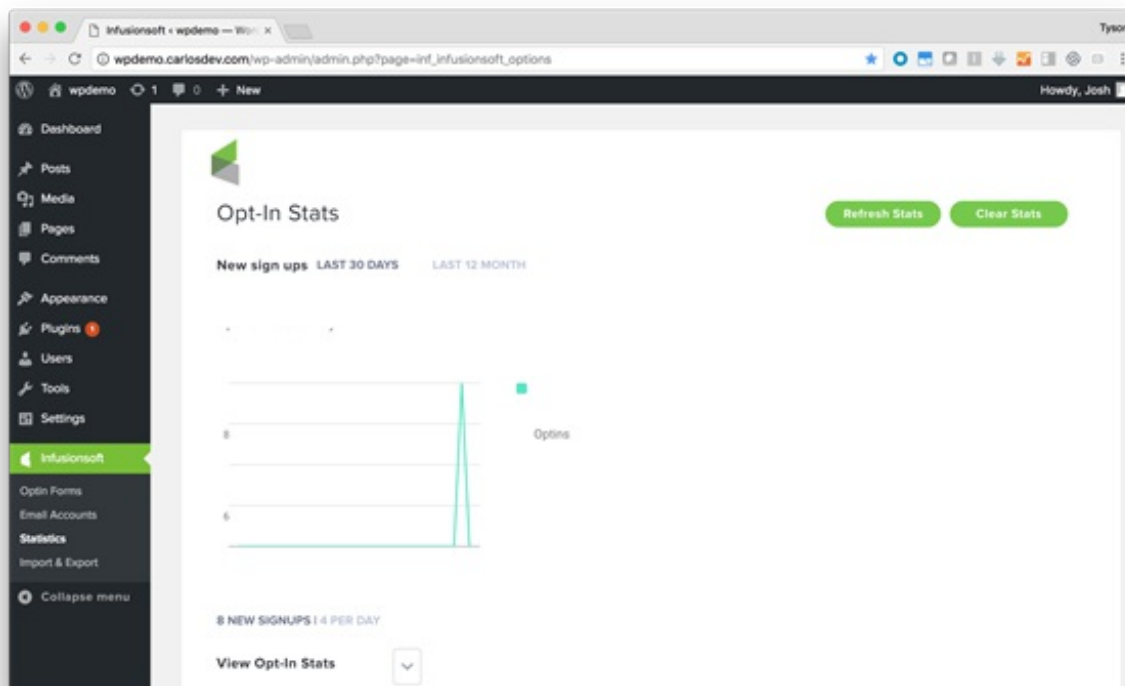 Infusionsoft ‹ wpdemo — Wor
Tyson
wpdemo.carlosdev.com/wp-admin/admin.php?page=inf_infusionsoft_options
wpdemo 1 0 + New
Howdy, Josh
Dashboard
Posts
Media
Pages
Comments
Appearance
Plugins 1
Users
Tools
Settings
Infusionsoft
Optin Forms
Email Accounts
Statistics
Import & Export
Collapse menu
Opt-In Stats
Refresh Stats
Clear Stats
New sign ups LAST 30 DAYS LAST 12 MONTH
8
6
Optins
8 NEW SIGNUPS | 4 PER DAY
View Opt-In Stats